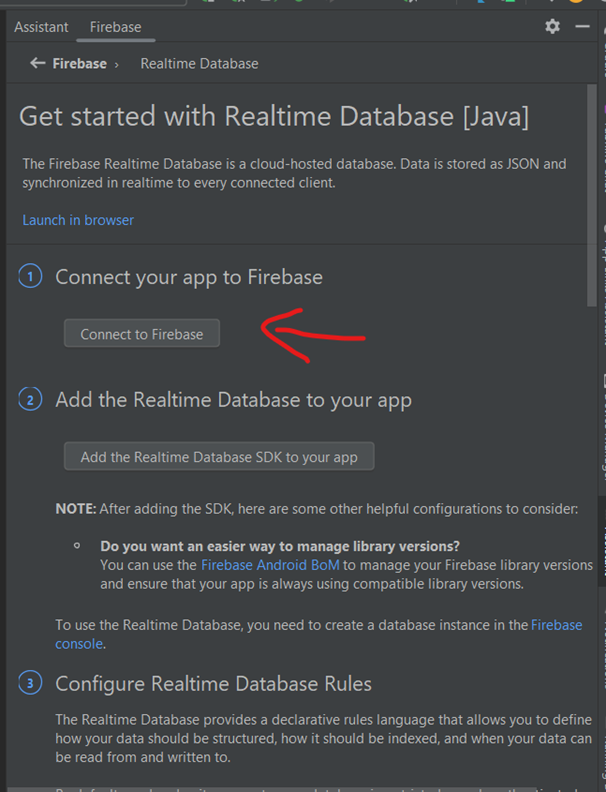 Assistant Firebase
← Firebase › Realtime Database
Get started with Realtime Database [Java]
The Firebase Realtime Database is a cloud-hosted database. Data is stored as JSON and
synchronized in realtime to every connected client.
Launch in browser
1 Connect your app to Firebase
Connect to Firebase
2 Add the Realtime Database to your app
Add the Realtime Database SDK to your app
NOTE: After adding the SDK, here are some other helpful configurations to consider:
Do you want an easier way to manage library versions?
You can use the Firebase Android BoM to manage your Firebase library versions
and ensure that your app is always using compatible library versions.
To use the Realtime Database, you need to create a database instance in the Firebase
console.
3 Configure Realtime Database Rules
The Realtime Database provides a declarative rules language that allows you to define
how your data should be structured, how it should be indexed, and when your data can
be read from and written to.